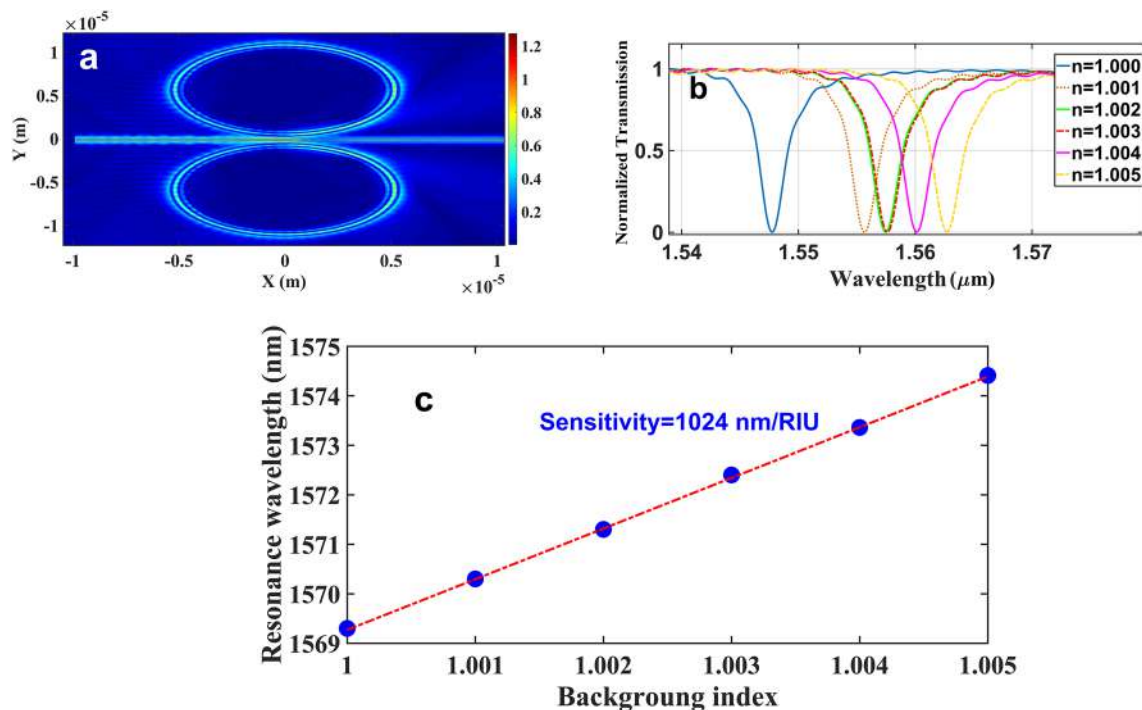 ×10⁻⁵
a
1
0.5
0
-0.5
-1
Y (m)
-1
-0.5
0
0.5
1
X (m)
×10⁻⁵
1.2
1
0.8
0.6
0.4
0.2
b
1
0.5
0
Normalized Transmission
1.54
1.55
1.56
1.57
Wavelength (μm)
n=1.000
n=1.001
n=1.002
n=1.003
n=1.004
n=1.005
c
Sensitivity=1024 nm/RIU
1575
1574
1573
1572
1571
1570
1569
Resonance wavelength (nm)
1
1.001
1.002
1.003
1.004
1.005
Backgroung index